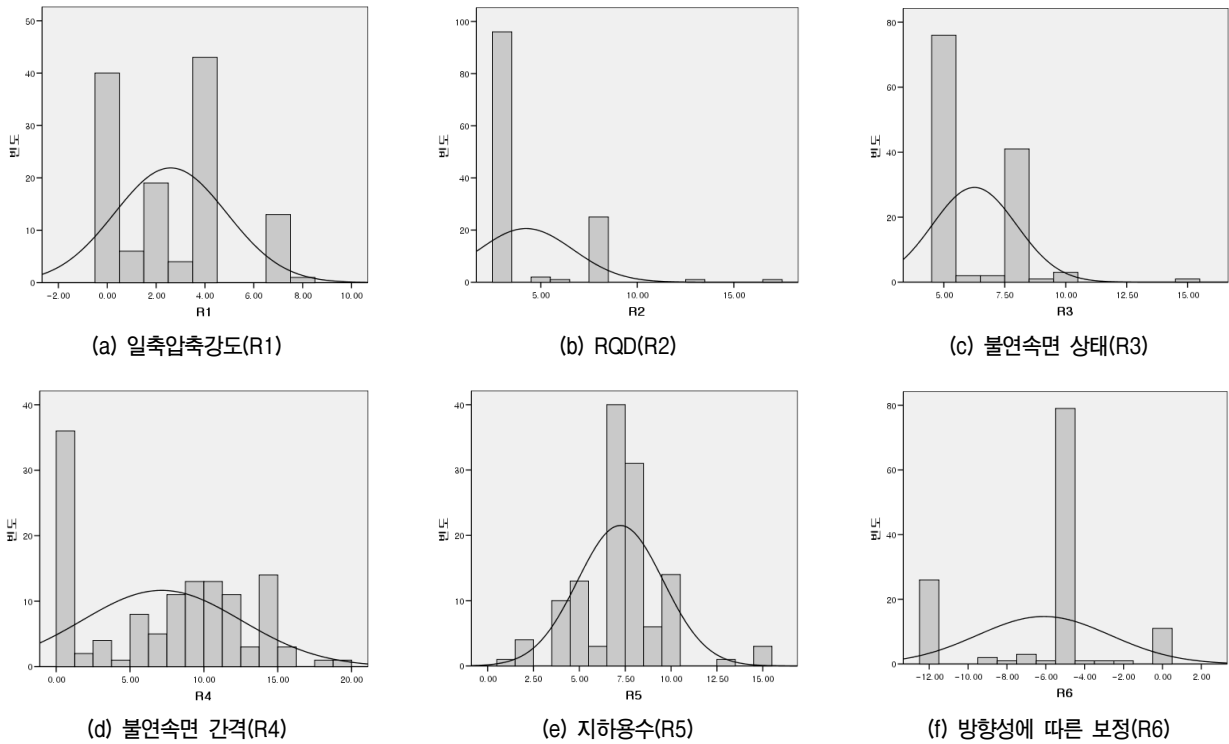 50
40
30
20
10
0
빈도
-2.00 0.00 2.00 4.00 6.00 8.00 10.00
R1
(a) 일축압축강도(R1)
100
80
60
40
20
0
빈도
5.00 10.00 15.00
R2
(b) RQD(R2)
80
60
40
20
0
빈도
5.00 7.50 10.00 12.50 15.00
R3
(c) 불연속면 상태(R3)
40
30
20
10
0
빈도
0.00 5.00 10.00 15.00 20.00
R4
(d) 불연속면 간격(R4)
40
30
20
10
0
빈도
0.00 2.50 5.00 7.50 10.00 12.50 15.00
R5
(e) 지하용수(R5)
80
60
40
20
0
빈도
-12.00 -10.00 -8.00 -6.00 -4.00 -2.00 0.00 2.00
R6
(f) 방향성에 따른 보정(R6)